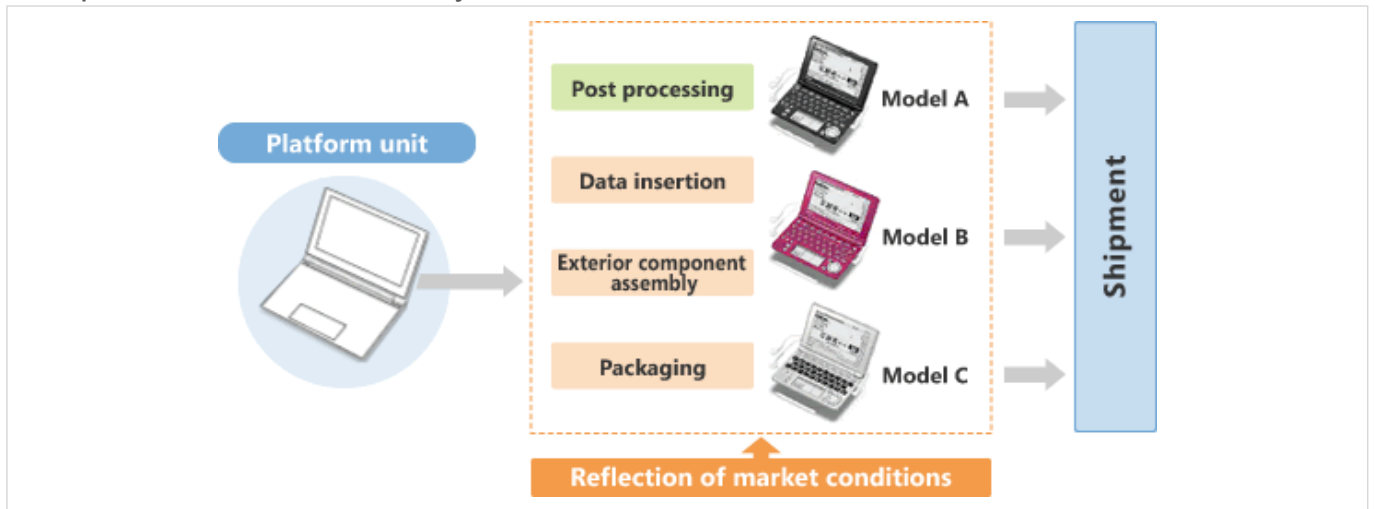 Platform unit
Post processing
Model A
Data insertion
Model B
Exterior component
assembly
Packaging
Model C
Shipment
Reflection of market conditions